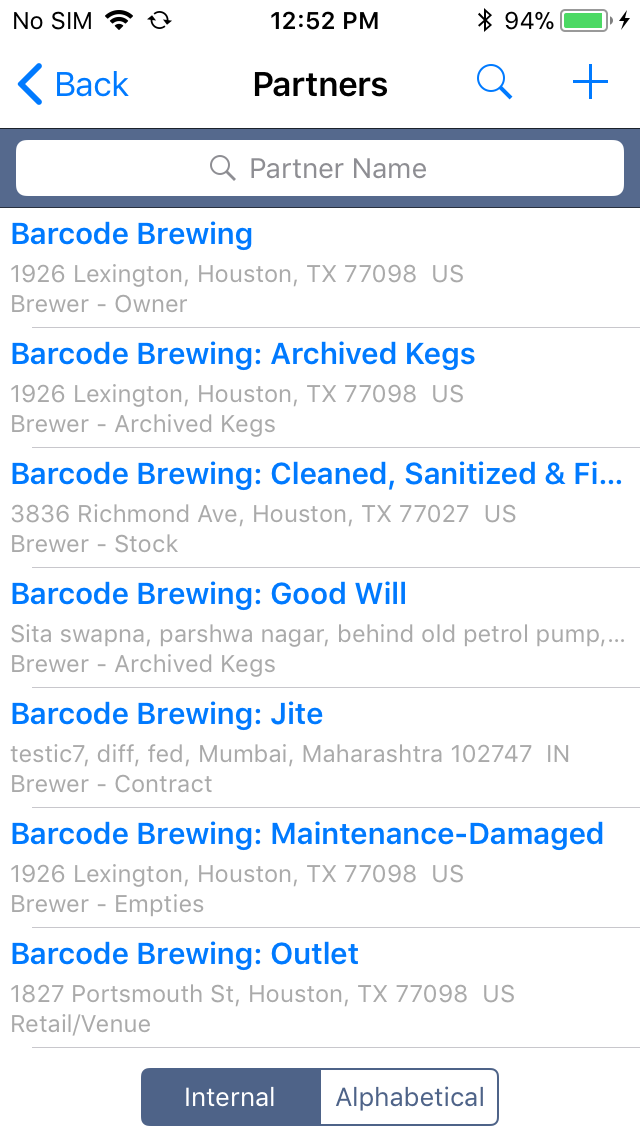 No SIM 12:52 PM 94%
Back Partners
Partner Name
Barcode Brewing
1926 Lexington, Houston, TX 77098  US
Brewer - Owner
Barcode Brewing: Archived Kegs
1926 Lexington, Houston, TX 77098  US
Brewer - Archived Kegs
Barcode Brewing: Cleaned, Sanitized & Fi...
3836 Richmond Ave, Houston, TX 77027  US
Brewer - Stock
Barcode Brewing: Good Will
Sita swapna, parshwa nagar, behind old petrol pump,...
Brewer - Archived Kegs
Barcode Brewing: Jite
testic7, diff, fed, Mumbai, Maharashtra 102747  IN
Brewer - Contract
Barcode Brewing: Maintenance-Damaged
1926 Lexington, Houston, TX 77098  US
Brewer - Empties
Barcode Brewing: Outlet
1827 Portsmouth St, Houston, TX 77098  US
Retail/Venue
Internal Alphabetical